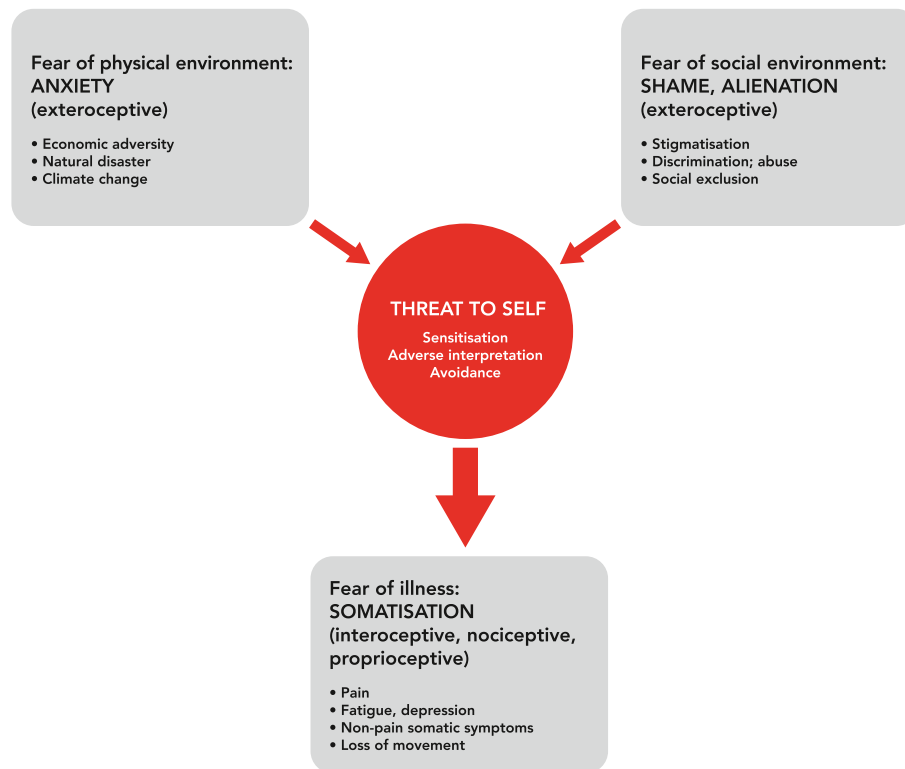 Fear of physical environment:
ANXIETY
(exteroceptive)
• Economic adversity
• Natural disaster
• Climate change
Fear of social environment:
SHAME, ALIENATION
(exteroceptive)
• Stigmatisation
• Discrimination; abuse
• Social exclusion
THREAT TO SELF
Sensitisation
Adverse interpretation
Avoidance
Fear of illness:
SOMATISATION
(interoceptive, nociceptive,
proprioceptive)
• Pain
• Fatigue, depression
• Non-pain somatic symptoms
• Loss of movement